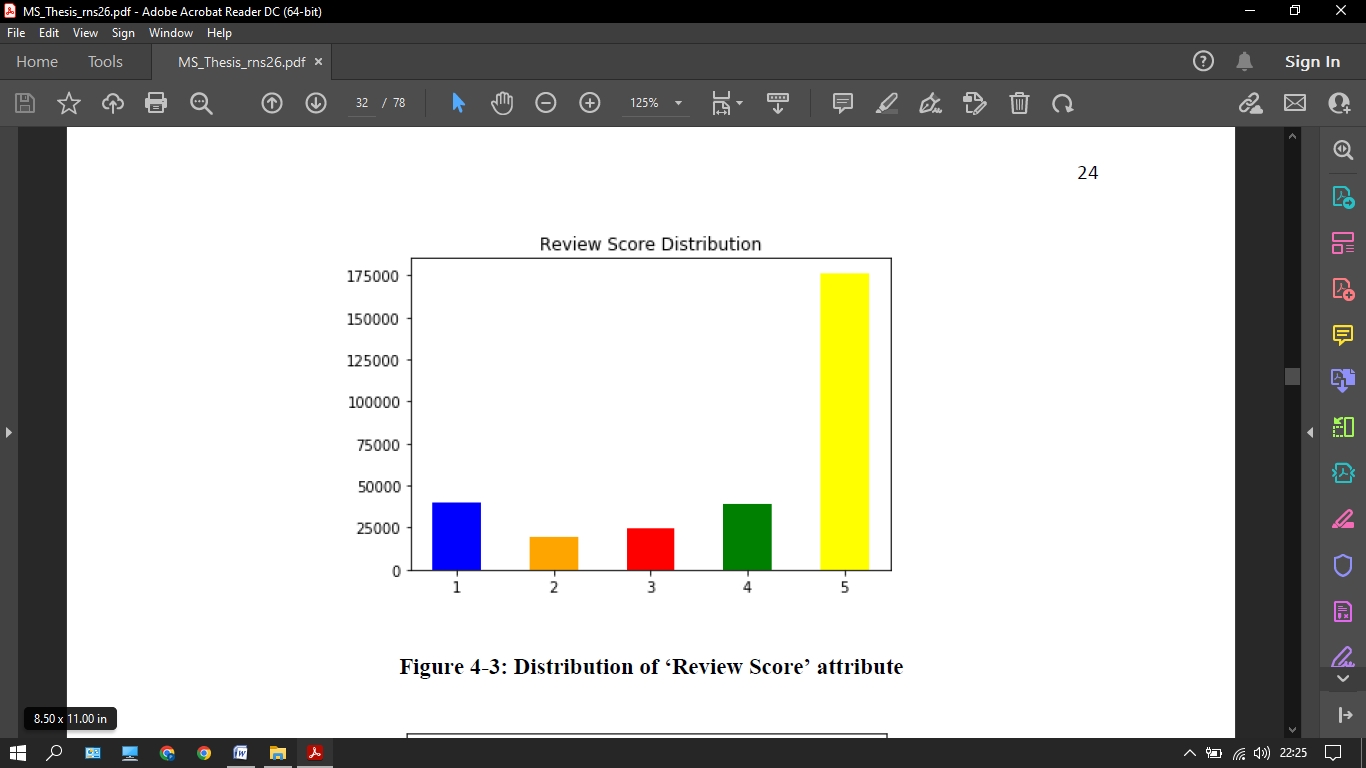 MS_Thesis_rns26.pdf - Adobe Acrobat Reader DC (64-bit)
File Edit View Sign Window Help
Home Tools MS_Thesis_rns26.pdf × Sign In
32 / 78 125%
24
Review Score Distribution
175000
150000
125000
100000
75000
50000
25000
0
1 2 3 4 5
Figure 4-3: Distribution of ‘Review Score’ attribute
8.50 x 11.00 in
22:25